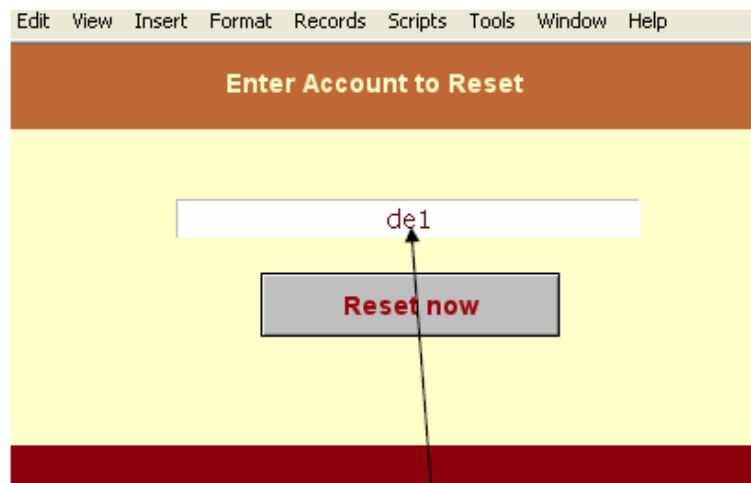 Edit View Insert Format Records Scripts Tools Window Help
Enter Account to Reset
de1
Reset now